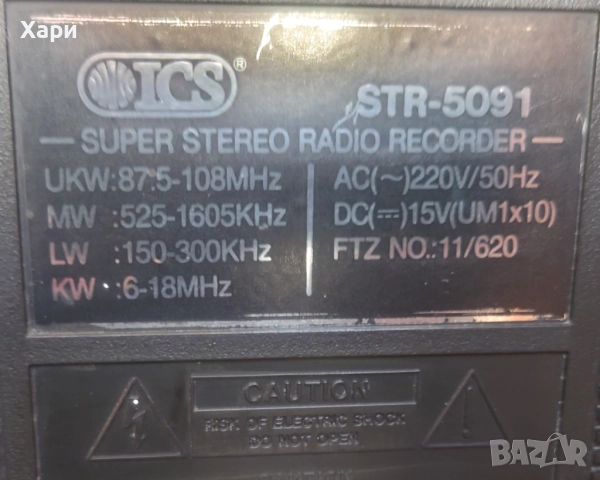 Хари
ICS®
STR-5091
SUPER STEREO RADIO RECORDER
UKW:87.5-108MHz
MW :525-1605KHz
LW :150-300KHz
KW :6-18MHz
AC(~)220V/50Hz
DC(⎓)15V(UM1x10)
FTZ NO.:11/620
CAUTION
RISK OF ELECTRIC SHOCK
DO NOT OPEN
BAZAR